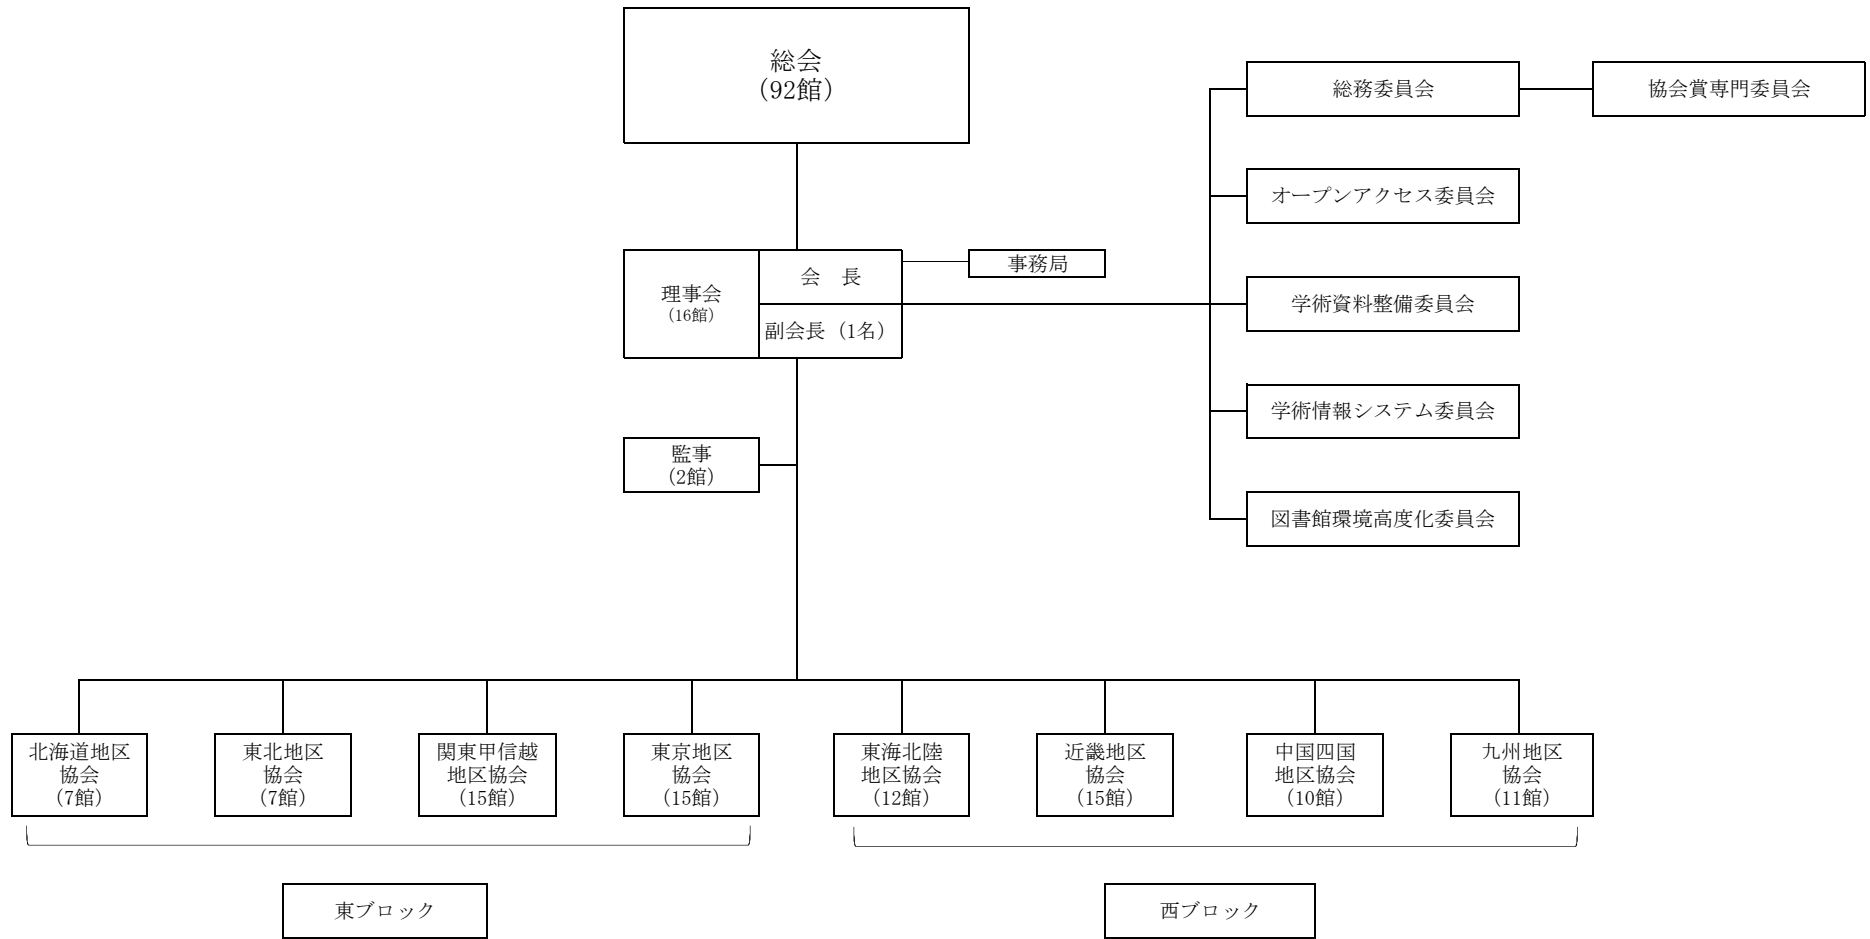 総会
（92館）
総務委員会
協会賞専門委員会
オープンアクセス委員会
理事会
（16館）
会　長
副会長（1名）
事務局
学術資料整備委員会
学術情報システム委員会
監事
（2館）
図書館環境高度化委員会
北海道地区
協会
（7館）
東北地区
協会
（7館）
関東甲信越
地区協会
（15館）
東京地区
協会
（15館）
東海北陸
地区協会
（12館）
近畿地区
協会
（15館）
中国四国
地区協会
（10館）
九州地区
協会
（11館）
東ブロック
西ブロック